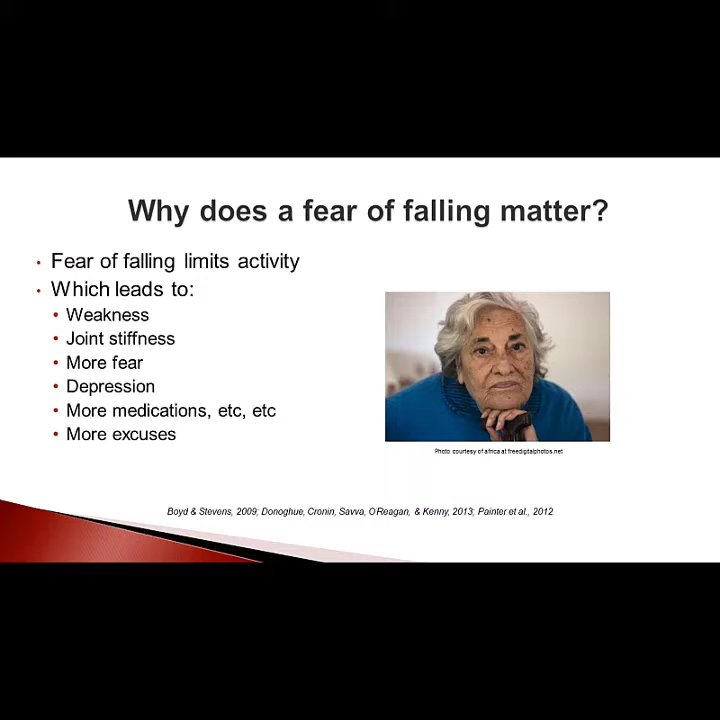 Why does a fear of falling matter?
• Fear of falling limits activity
• Which leads to:
• Weakness
• Joint stiffness
• More fear
• Depression
• More medications, etc, etc
• More excuses
Photo courtesy of africa at freedigitalphotos.net
Boyd & Stevens, 2009; Donoghue, Cronin, Savva, O'Reagan, & Kenny, 2013; Painter et al., 2012